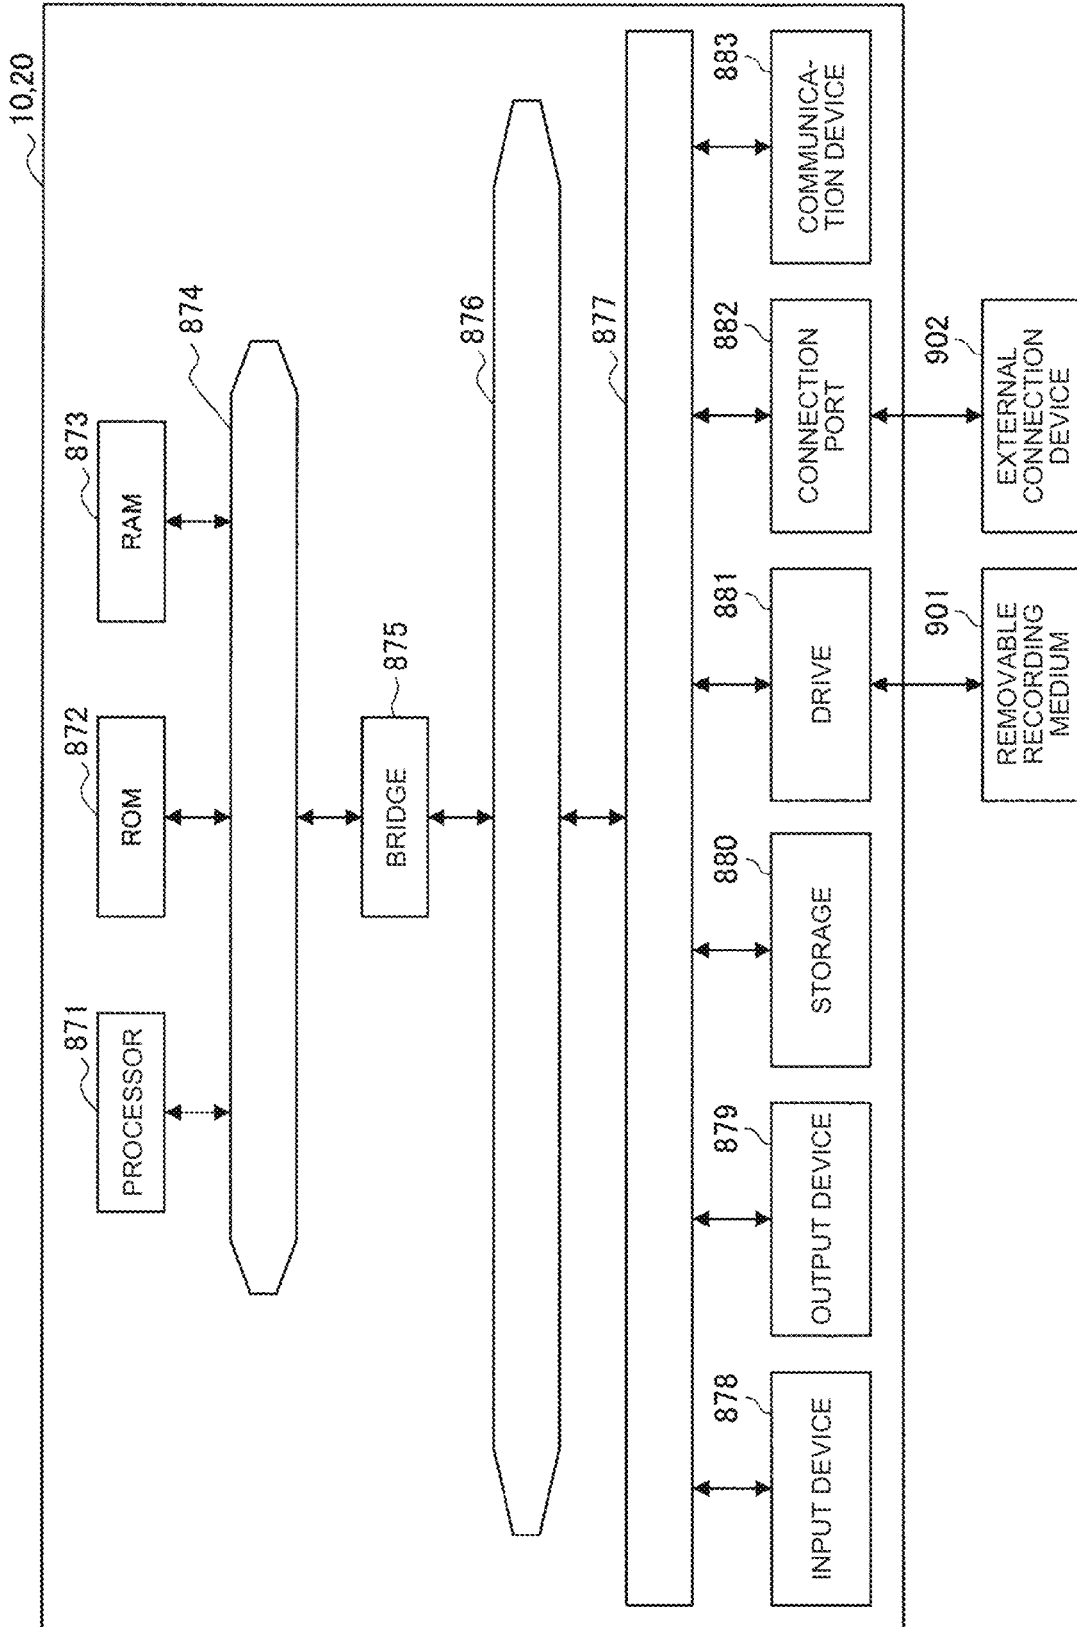 10,20
871
PROCESSOR
872
ROM
873
RAM
874
875
BRIDGE
876
877
878
INPUT DEVICE
879
OUTPUT DEVICE
880
STORAGE
881
DRIVE
882
CONNECTION
PORT
883
COMMUNICA-
TION DEVICE
901
REMOVABLE
RECORDING
MEDIUM
902
EXTERNAL
CONNECTION
DEVICE